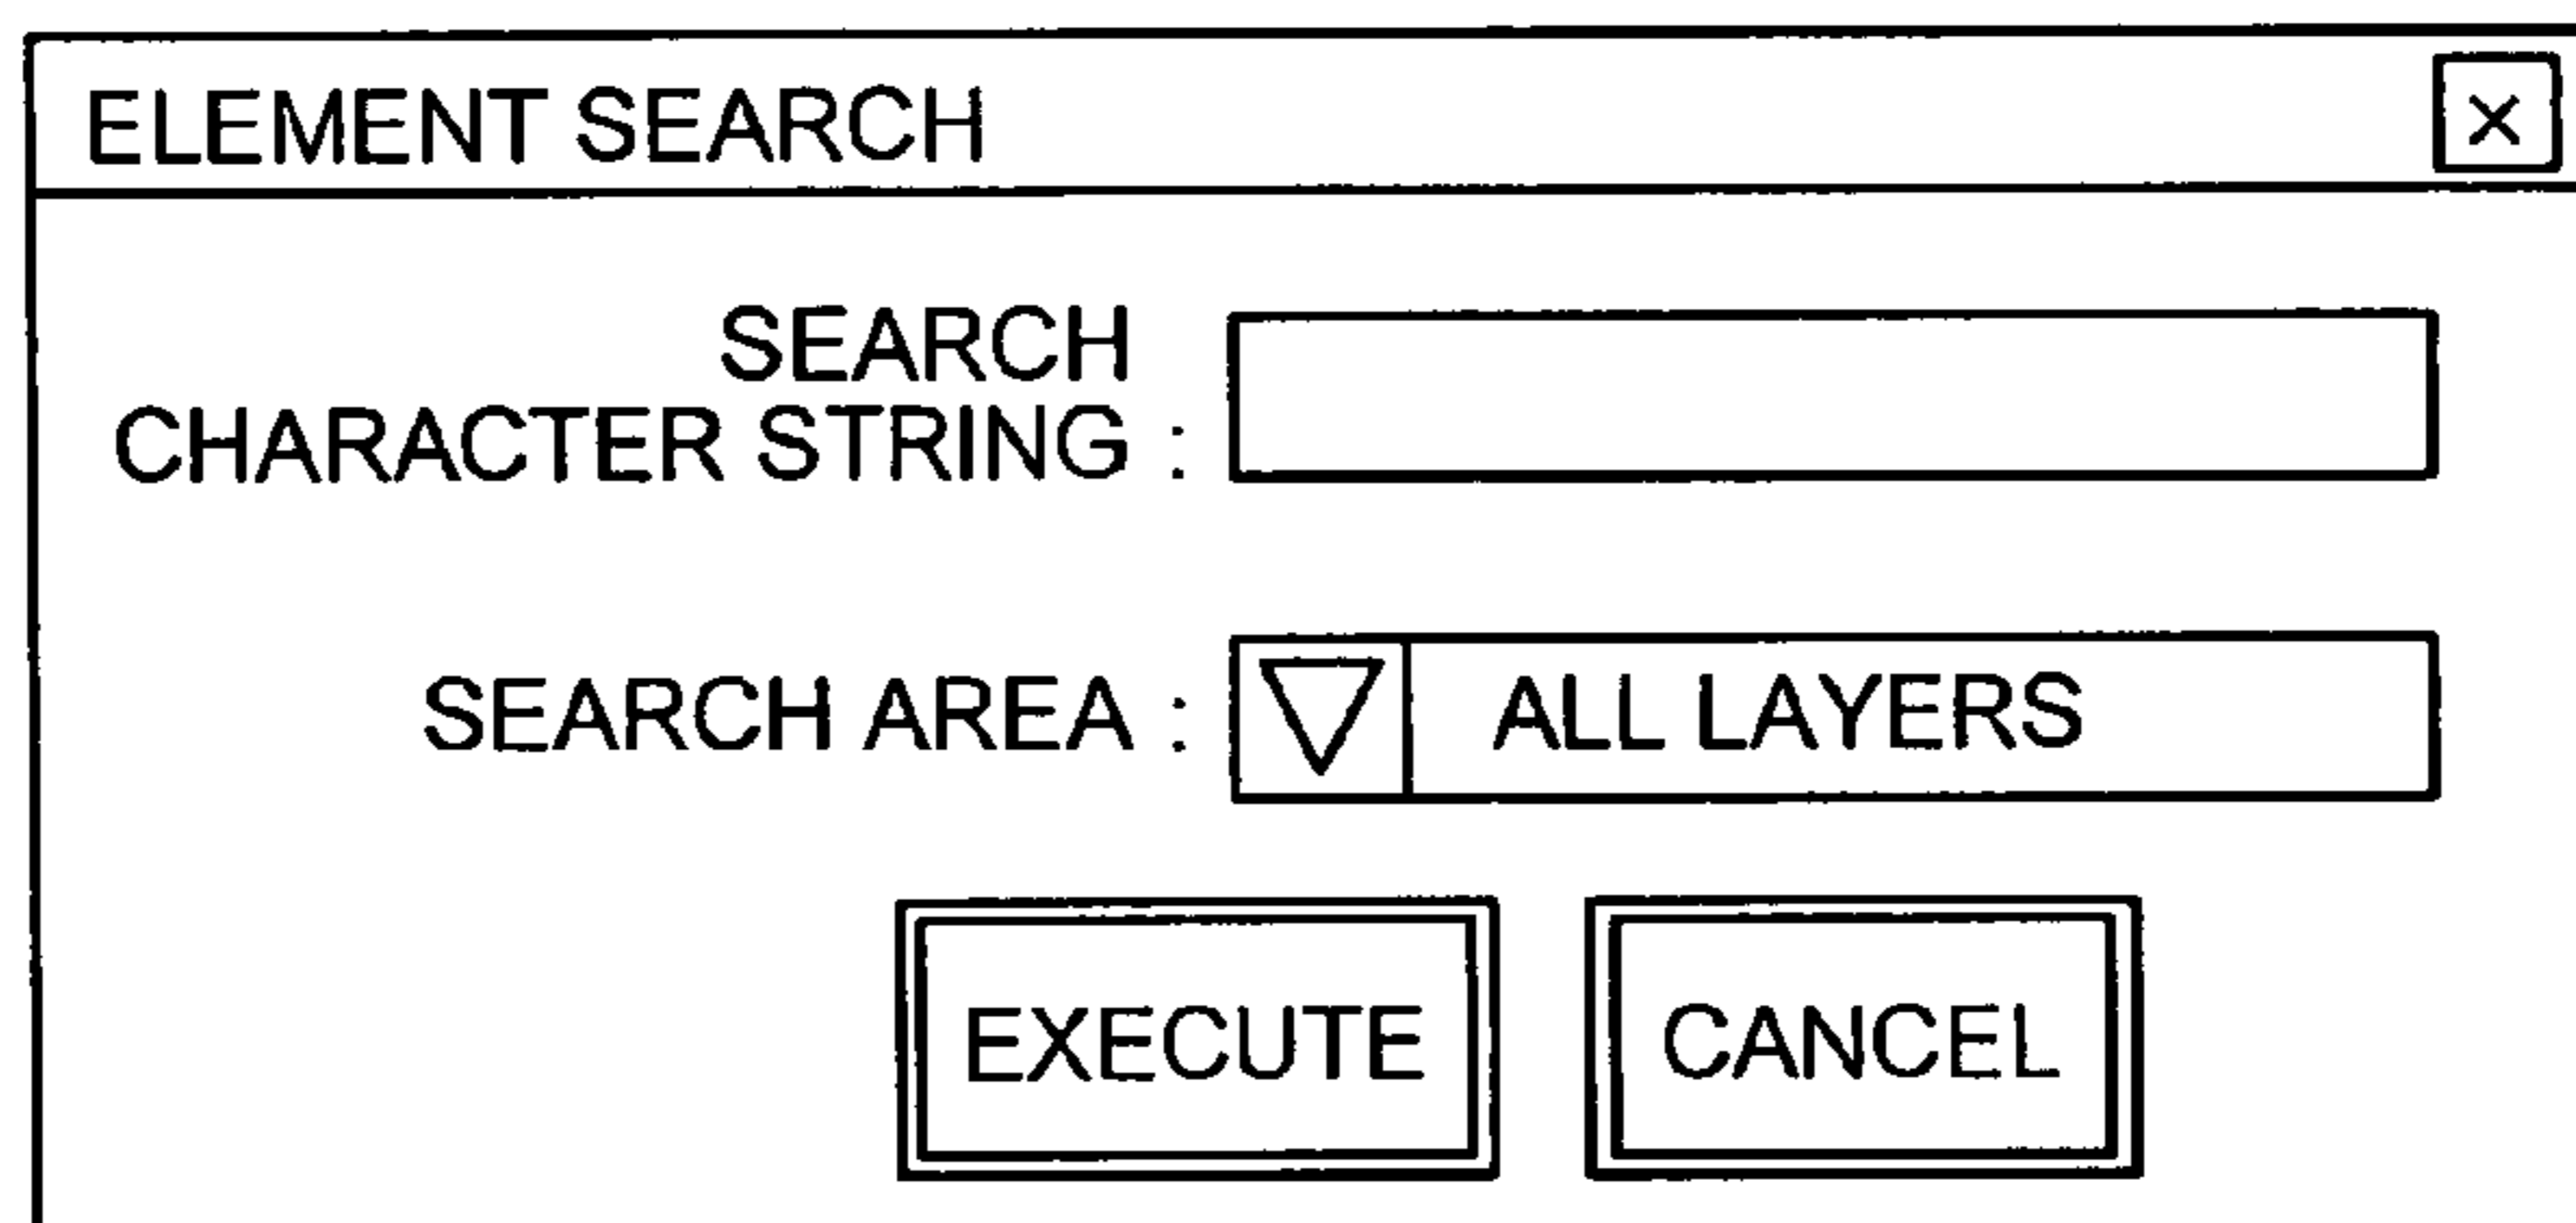 ELEMENT SEARCH ×
SEARCH
CHARACTER STRING :
SEARCH AREA : ▽ ALL LAYERS
EXECUTE CANCEL